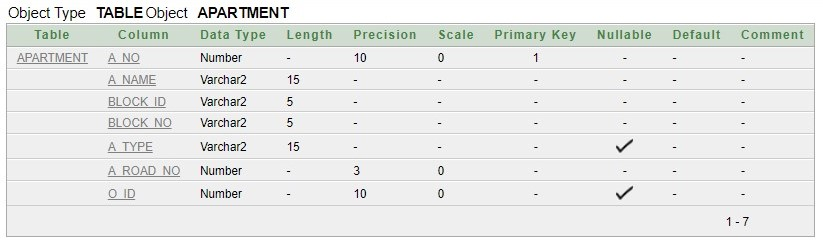 Object Type TABLE Object APARTMENT
Table Column Data Type Length Precision Scale Primary Key Nullable Default Comment
APARTMENT A_NO Number - 10 0 1 - - -
A_NAME Varchar2 15 - - - - - -
BLOCK_ID Varchar2 5 - - - - - -
BLOCK_NO Varchar2 5 - - - - - -
A_TYPE Varchar2 15 - - - ✓ - -
A_ROAD_NO Number - 3 0 - - - -
O_ID Number - 10 0 - ✓ - -
1 - 7